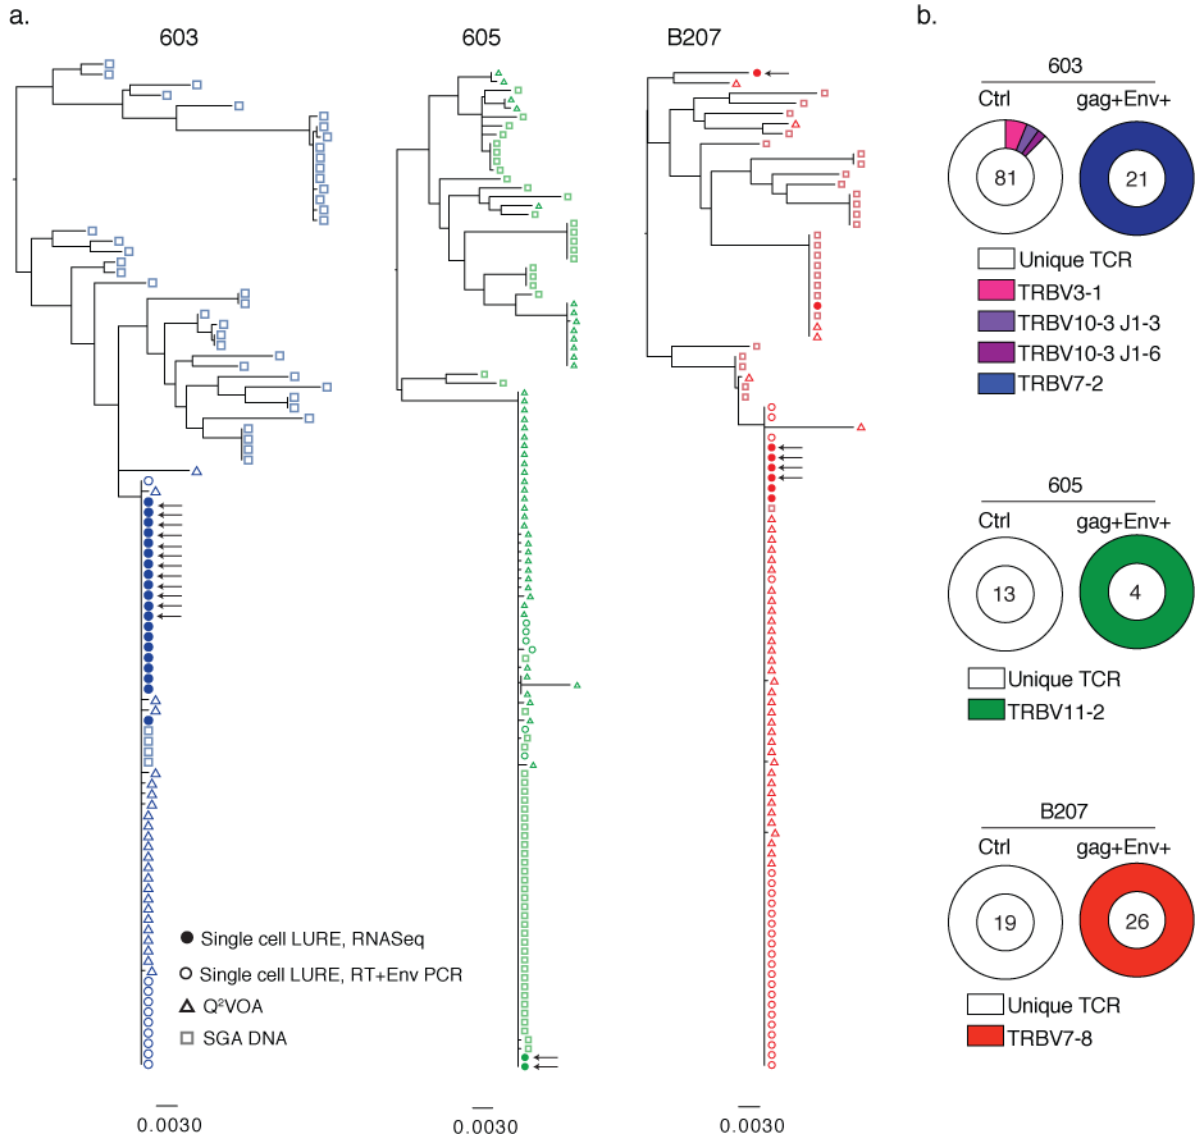 a.
603
605
B207
Single cell LURE, RNASeq
Single cell LURE, RT+Env PCR
Q²VOA
SGA DNA
0.0030
0.0030
0.0030
b.
603
Ctrl
gag+Env+
81
21
Unique TCR
TRBV3-1
TRBV10-3 J1-3
TRBV10-3 J1-6
TRBV7-2
605
Ctrl
gag+Env+
13
4
Unique TCR
TRBV11-2
B207
Ctrl
gag+Env+
19
26
Unique TCR
TRBV7-8